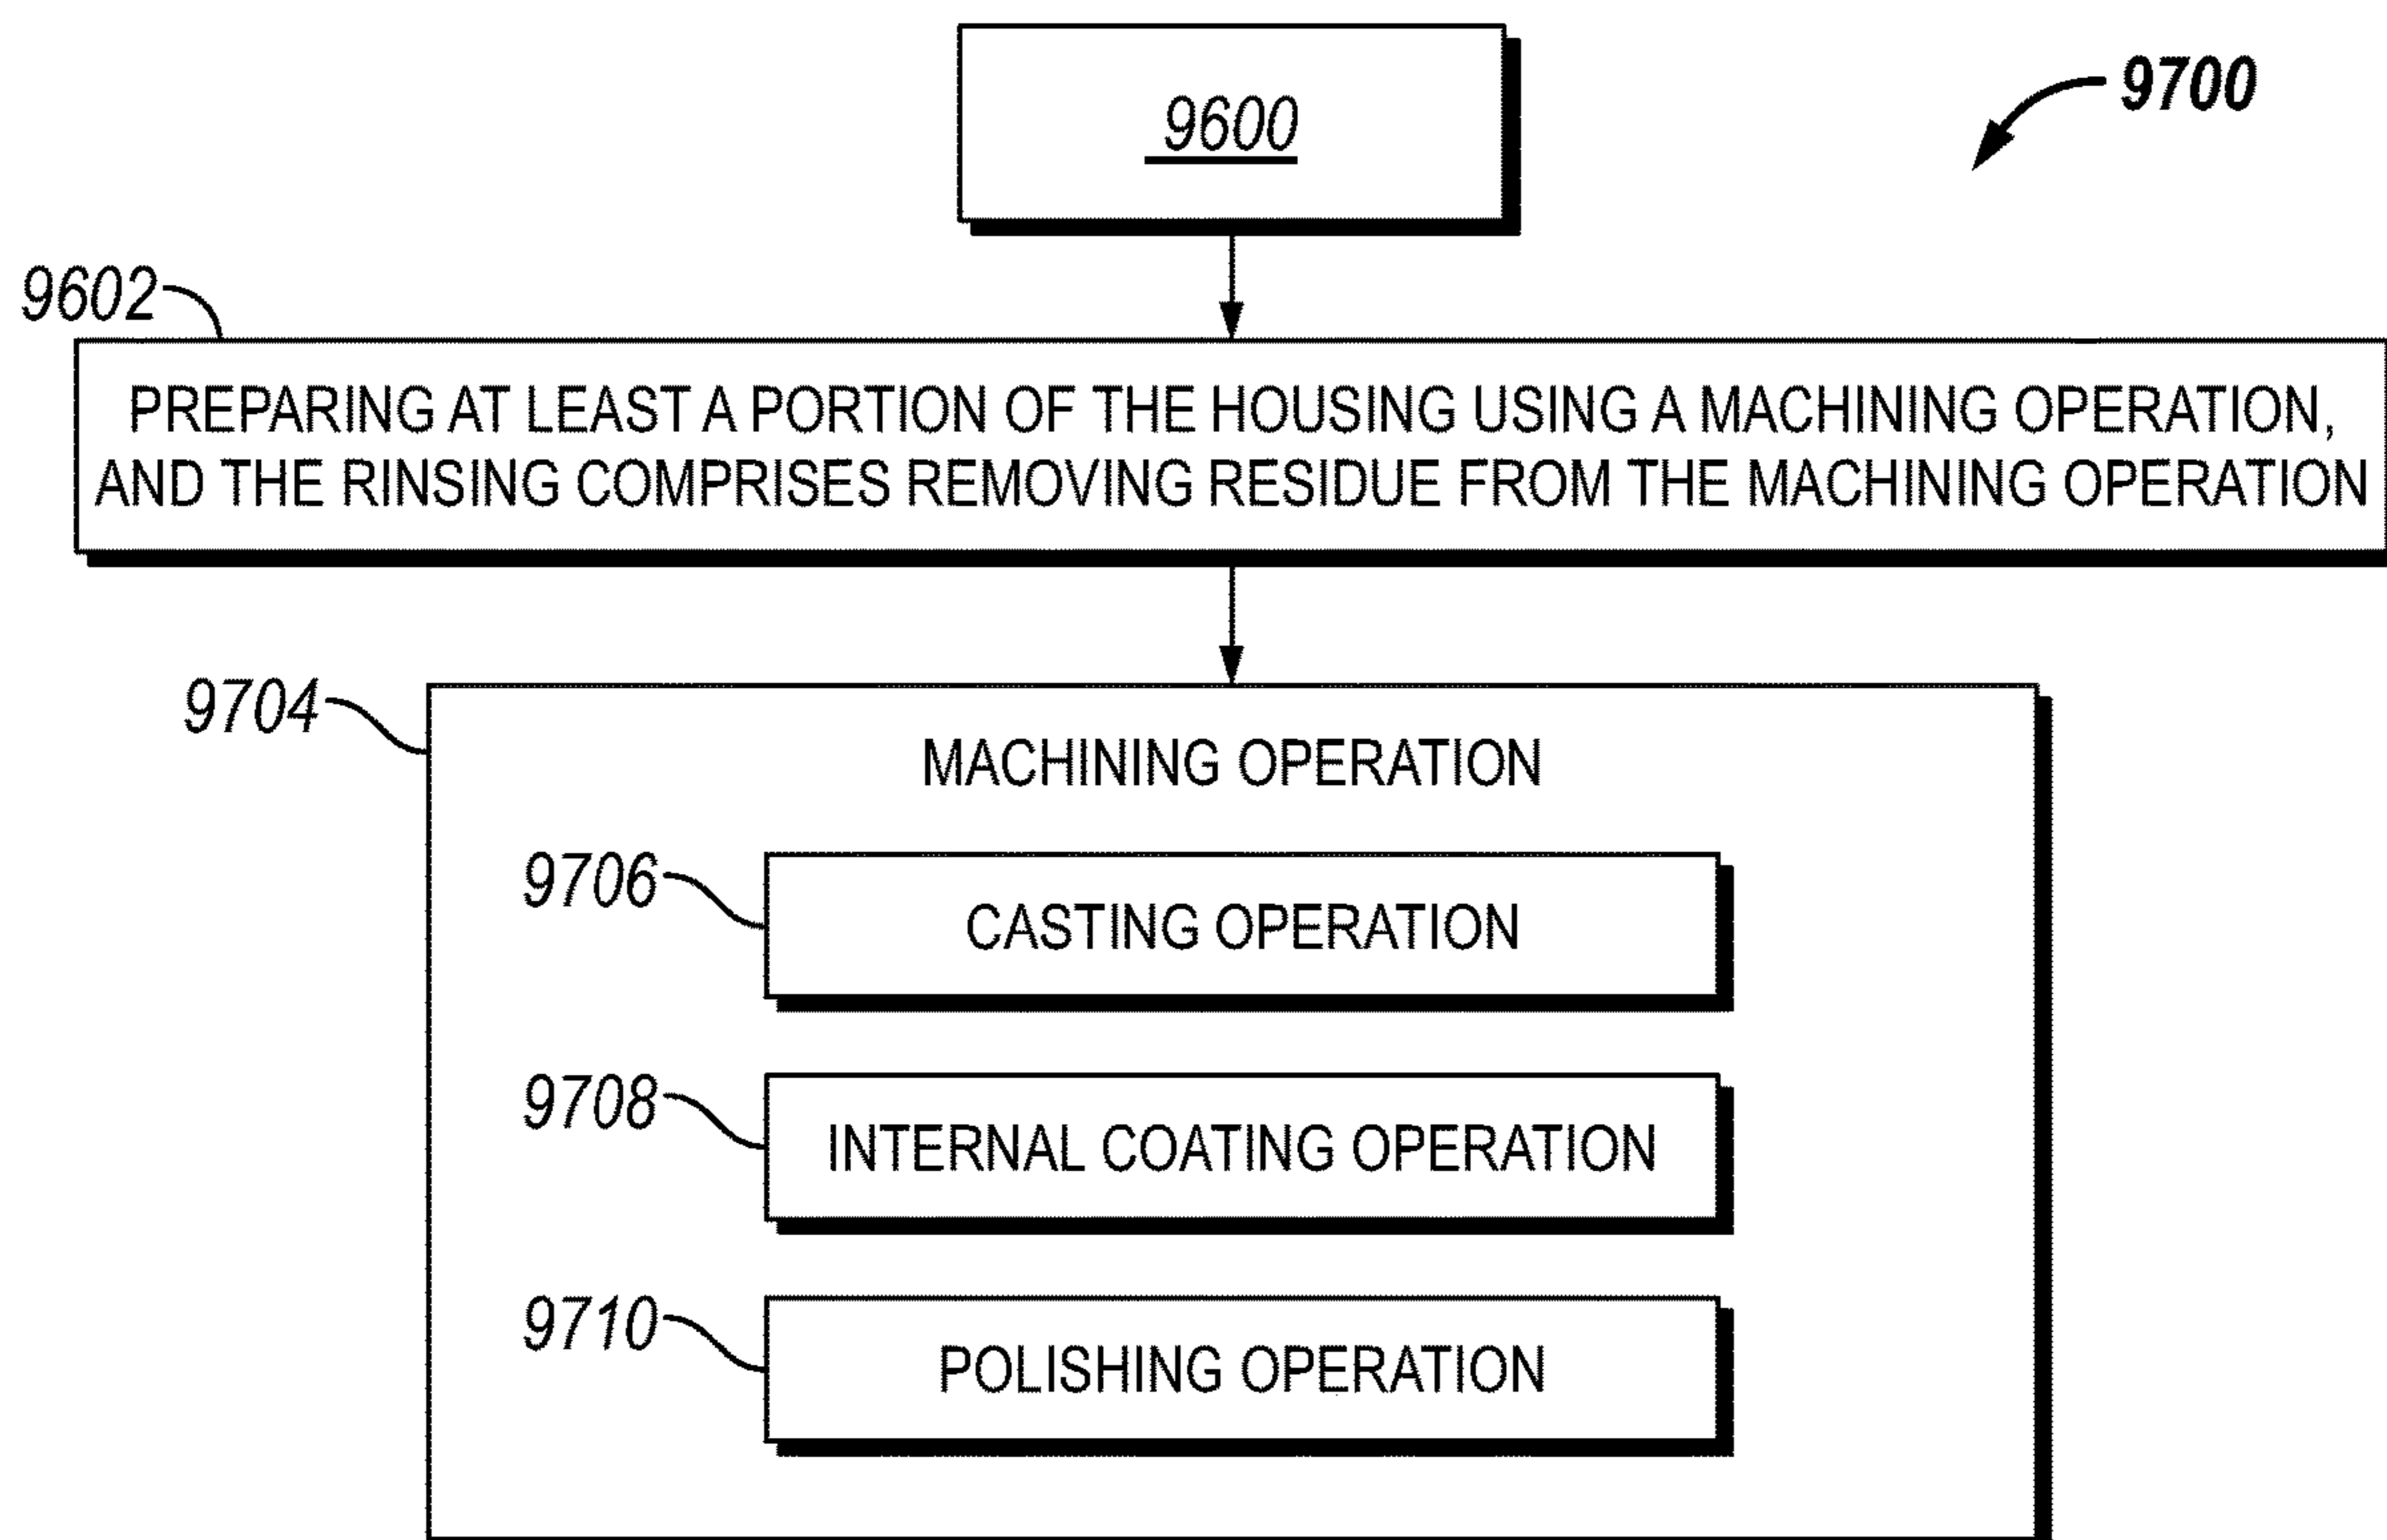 9600
9700
9602
PREPARING AT LEAST A PORTION OF THE HOUSING USING A MACHINING OPERATION,
AND THE RINSING COMPRISES REMOVING RESIDUE FROM THE MACHINING OPERATION
9704
MACHINING OPERATION
9706
CASTING OPERATION
9708
INTERNAL COATING OPERATION
9710
POLISHING OPERATION